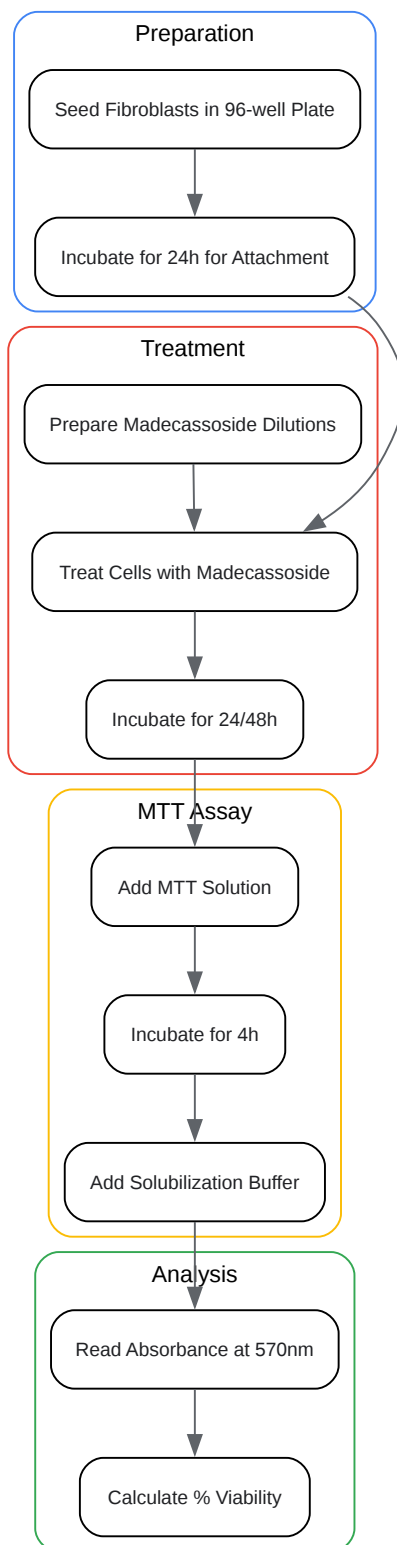 Preparation
Seed Fibroblasts in 96-well Plate
Incubate for 24h for Attachment
Treatment
Prepare Madecassoside Dilutions
Treat Cells with Madecassoside
Incubate for 24/48h
MTT Assay
Add MTT Solution
Incubate for 4h
Add Solubilization Buffer
Analysis
Read Absorbance at 570nm
Calculate % Viability